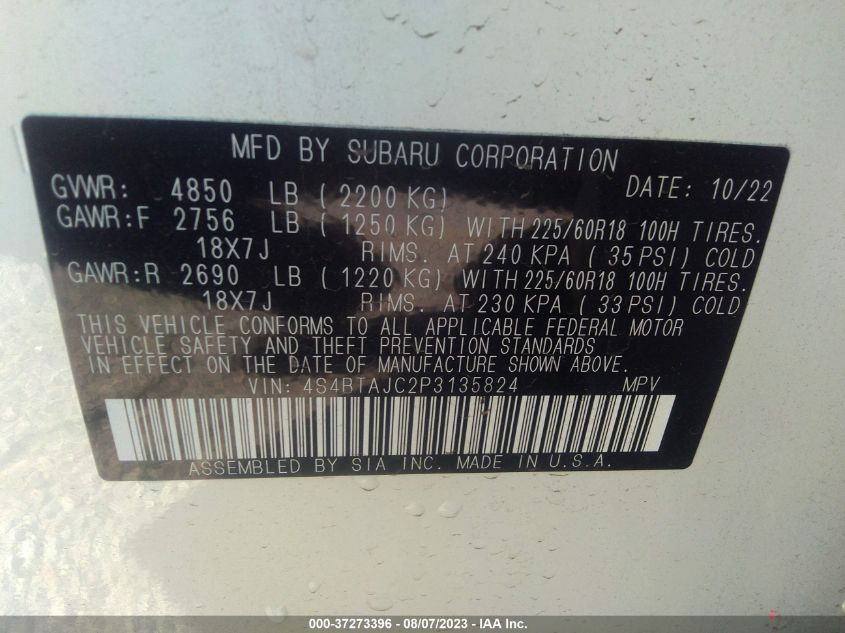 MFD BY SUBARU CORPORATION
GVWR: 4850 LB ( 2200 KG) DATE: 10/22
GAWR:F 2756 LB ( 1250 KG) WITH 225/60R18 100H TIRES.
18X7J RIMS. AT 240 KPA ( 35 PSI) COLD
GAWR:R 2690 LB ( 1220 KG) WITH 225/60R18 100H TIRES.
18X7J RIMS. AT 230 KPA ( 33 PSI) COLD
THIS VEHICLE CONFORMS TO ALL APPLICABLE FEDERAL MOTOR
VEHICLE SAFETY AND THEFT PREVENTION STANDARDS
IN EFFECT ON THE DATE OF MANUFACTURE SHOWN ABOVE.
VIN: 4S4BTAJC2P3135824 MPV
ASSEMBLED BY SIA INC. MADE IN U.S.A.
000-37273396 - 08/07/2023 - IAA Inc.